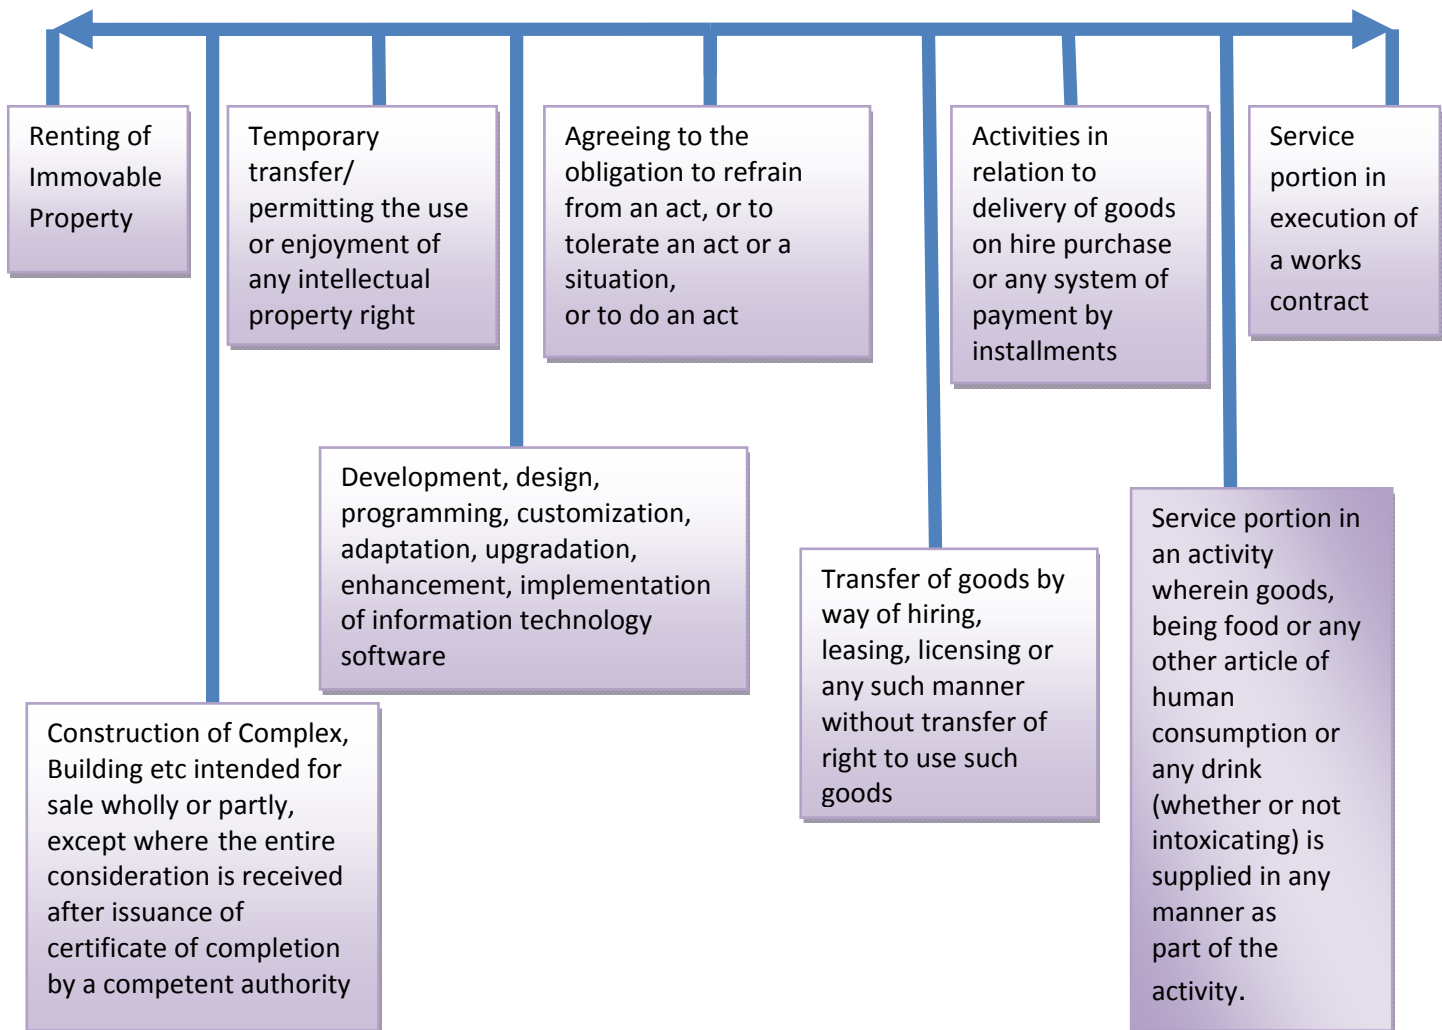 Renting of
Immovable
Property
Temporary
transfer/
permitting the use
or enjoyment of
any intellectual
property right
Agreeing to the
obligation to refrain
from an act, or to
tolerate an act or a
situation,
or to do an act
Activities in
relation to
delivery of goods
on hire purchase
or any system of
payment by
installments
Service
portion in
execution of
a works
contract
Development, design,
programming, customization,
adaptation, upgradation,
enhancement, implementation
of information technology
software
Transfer of goods by
way of hiring,
leasing, licensing or
any such manner
without transfer of
right to use such
goods
Service portion in
an activity
wherein goods,
being food or any
other article of
human
consumption or
any drink
(whether or not
intoxicating) is
supplied in any
manner as
part of the
activity.
Construction of Complex,
Building etc intended for
sale wholly or partly,
except where the entire
consideration is received
after issuance of
certificate of completion
by a competent authority